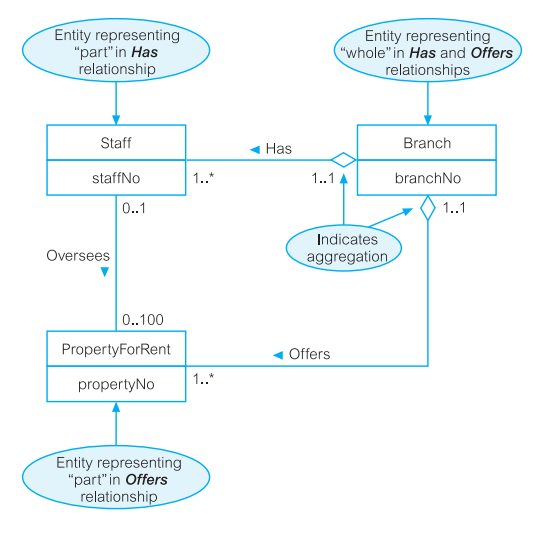 Entity representing
"part" in Has
relationship
Entity representing
"whole" in Has and Offers
relationships
Staff
staffNo
◄ Has
1..*
1..1
Branch
branchNo
1..1
0..1
Indicates
aggregation
Oversees
▼
0..100
PropertyForRent
propertyNo
◄ Offers
1..*
Entity representing
"part" in Offers
relationship